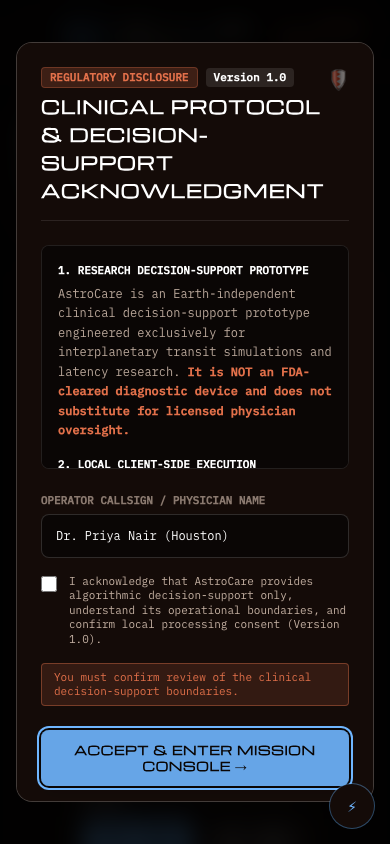 REGULATORY DISCLOSURE Version 1.0
CLINICAL PROTOCOL
& DECISION-
SUPPORT
ACKNOWLEDGMENT
1. RESEARCH DECISION-SUPPORT PROTOTYPE
AstroCare is an Earth-independent
clinical decision-support prototype
engineered exclusively for
interplanetary transit simulations and
latency research. It is NOT an FDA-
cleared diagnostic device and does not
substitute for licensed physician
oversight.
2. LOCAL CLIENT-SIDE EXECUTION
OPERATOR CALLSIGN / PHYSICIAN NAME
Dr. Priya Nair (Houston)
I acknowledge that AstroCare provides
algorithmic decision-support only,
understand its operational boundaries, and
confirm local processing consent (Version
1.0).
You must confirm review of the clinical
decision-support boundaries.
ACCEPT & ENTER MISSION
CONSOLE →